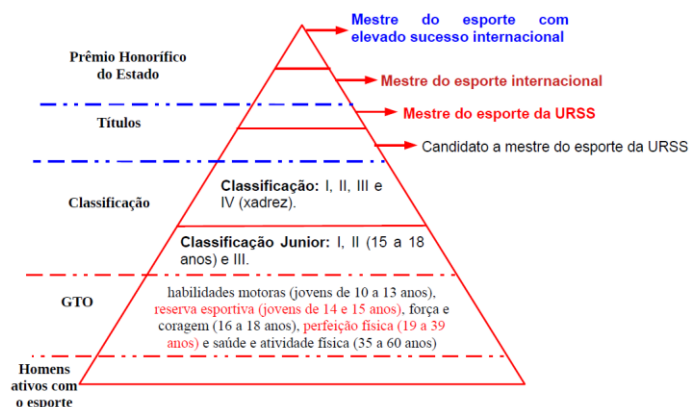 Mestre do esporte com
elevado sucesso internacional
Prêmio Honorífico
do Estado
Mestre do esporte internacional
Mestre do esporte da URSS
Títulos
Candidato a mestre do esporte da URSS
Classificação: I, II, III e
IV (xadrez).
Classificação
Classificação Junior: I, II (15 a 18
anos) e III.
GTO
habilidades motoras (jovens de 10 a 13 anos),
reserva esportiva (jovens de 14 e 15 anos), força e
coragem (16 a 18 anos), perfeição física (19 a 39
anos) e saúde e atividade física (35 a 60 anos)
Homens
ativos com
o esporte